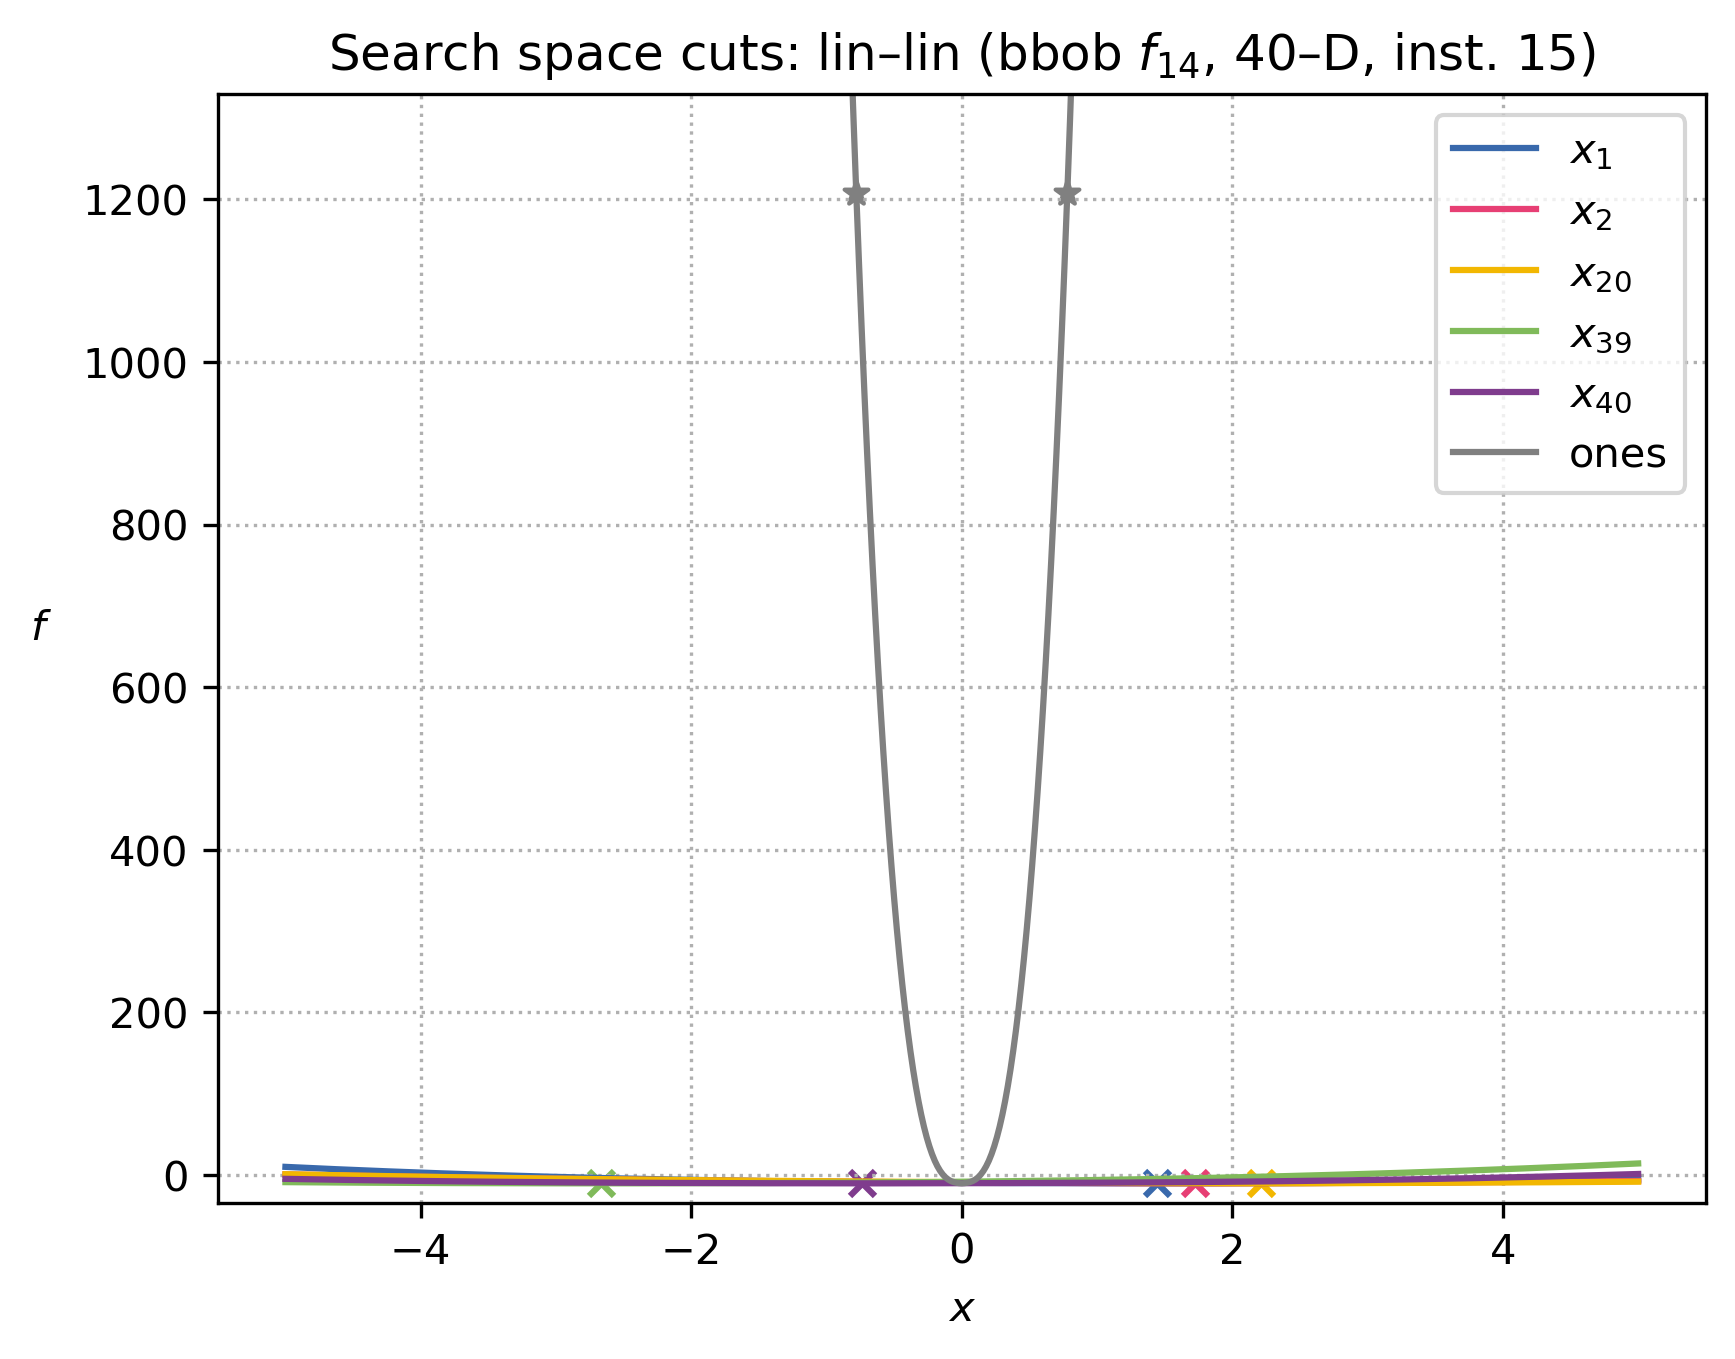 Search space cuts: lin–lin (bbob f₁₄, 40–D, inst. 15)
1200
1000
800
600
400
200
0
f
−4
−2
0
2
4
x
x₁
x₂
x₂₀
x₃₉
x₄₀
ones